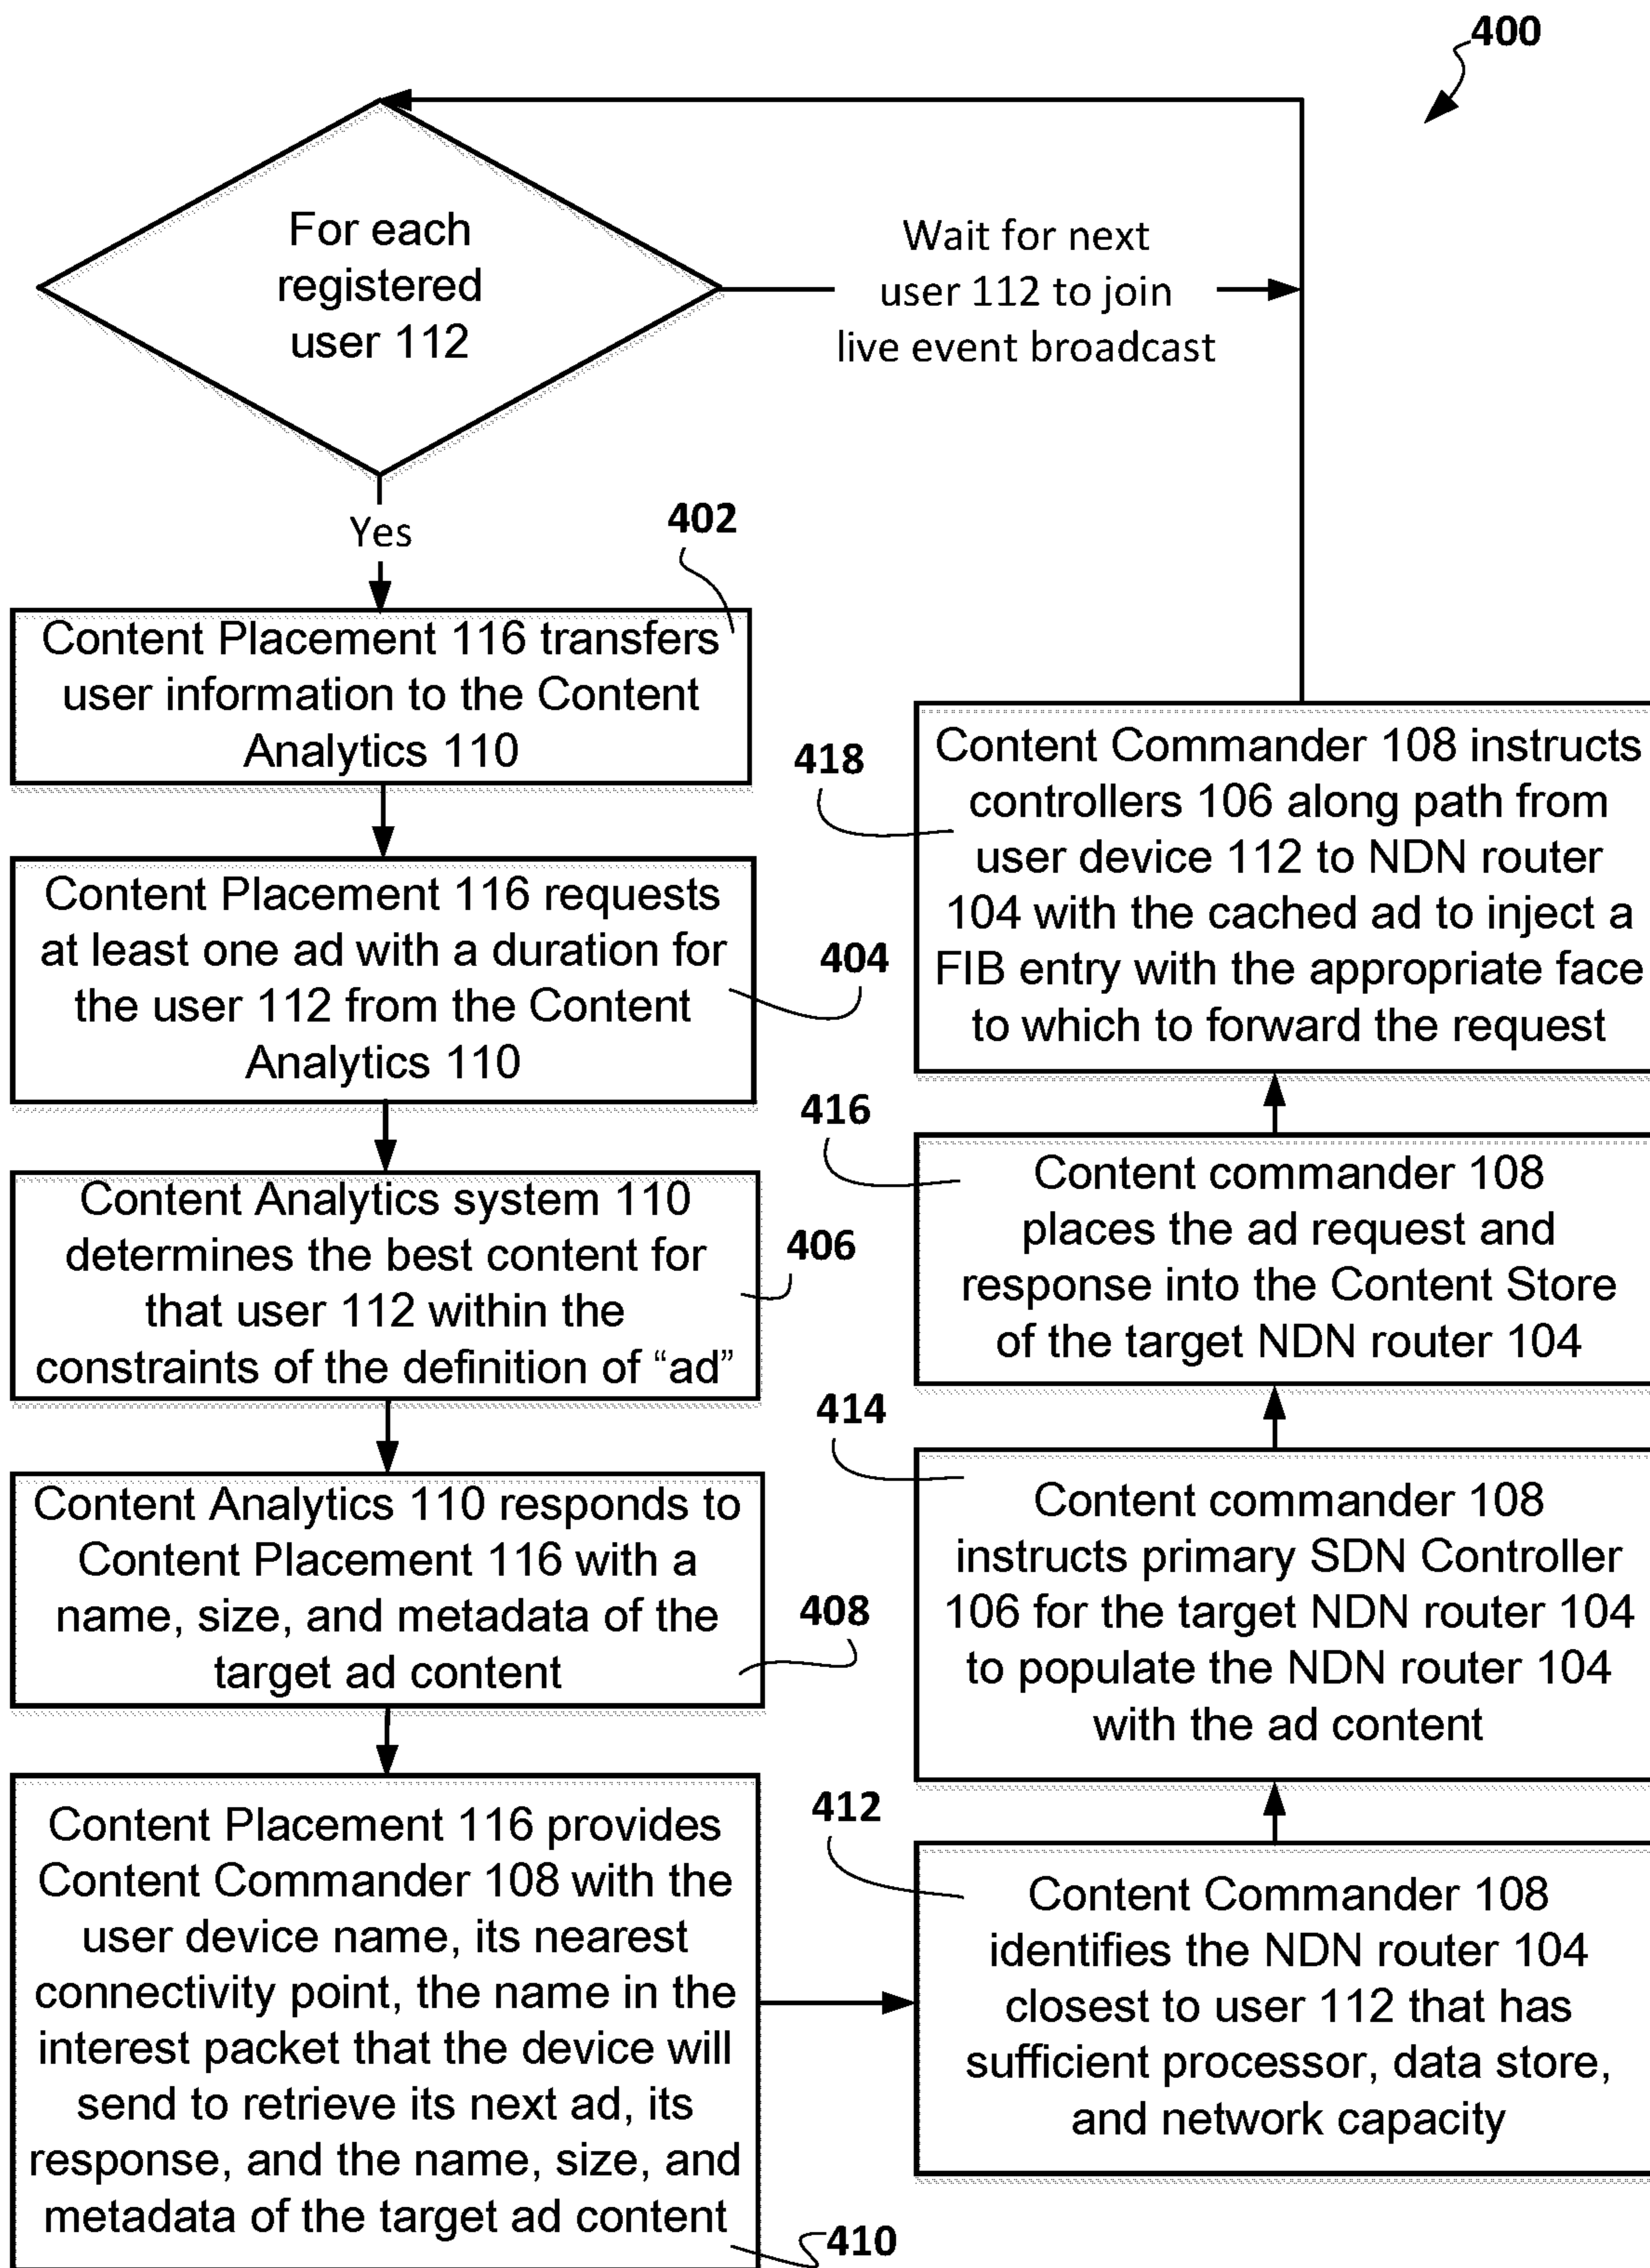 400
For each
registered
user 112
Wait for next
user 112 to join
live event broadcast
Yes
402
Content Placement 116 transfers
user information to the Content
Analytics 110
Content Placement 116 requests
at least one ad with a duration for
the user 112 from the Content
Analytics 110
404
Content Analytics system 110
determines the best content for
that user 112 within the
constraints of the definition of “ad”
406
Content Analytics 110 responds to
Content Placement 116 with a
name, size, and metadata of the
target ad content
408
Content Placement 116 provides
Content Commander 108 with the
user device name, its nearest
connectivity point, the name in the
interest packet that the device will
send to retrieve its next ad, its
response, and the name, size, and
metadata of the target ad content
410
412
Content Commander 108
identifies the NDN router 104
closest to user 112 that has
sufficient processor, data store,
and network capacity
414
Content commander 108
instructs primary SDN Controller
106 for the target NDN router 104
to populate the NDN router 104
with the ad content
416
Content commander 108
places the ad request and
response into the Content Store
of the target NDN router 104
418
Content Commander 108 instructs
controllers 106 along path from
user device 112 to NDN router
104 with the cached ad to inject a
FIB entry with the appropriate face
to which to forward the request